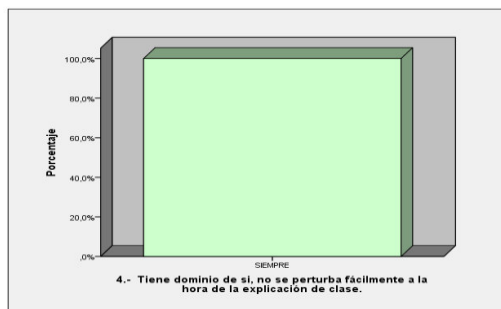 100,0%
80,0%
60,0%
40,0%
20,0%
,0%
Porcentaje
SIEMPRE
4.- Tiene dominio de si, no se perturba fácilmente a la
hora de la explicación de clase.